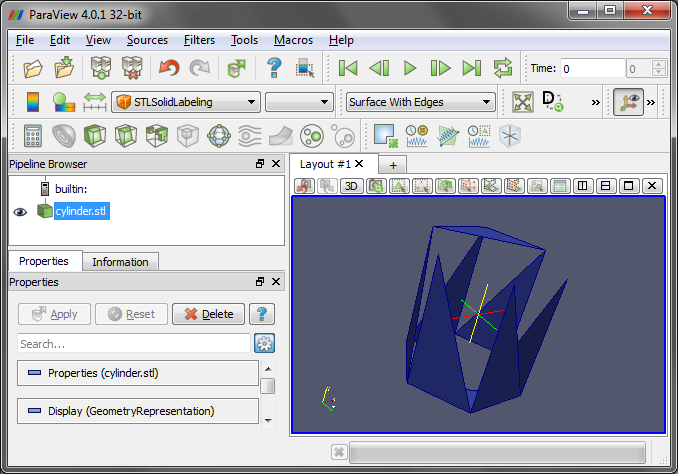 ParaView 4.0.1 32-bit
File Edit View Sources Filters Tools Macros Help
Time: 0 0
STLSolidLabeling Surface With Edges
Pipeline Browser
Layout #1
builtin:
3D
cylinder.stl
Properties Information
Properties
Apply Reset Delete ?
Search...
Properties (cylinder.stl)
Display (GeometryRepresentation)